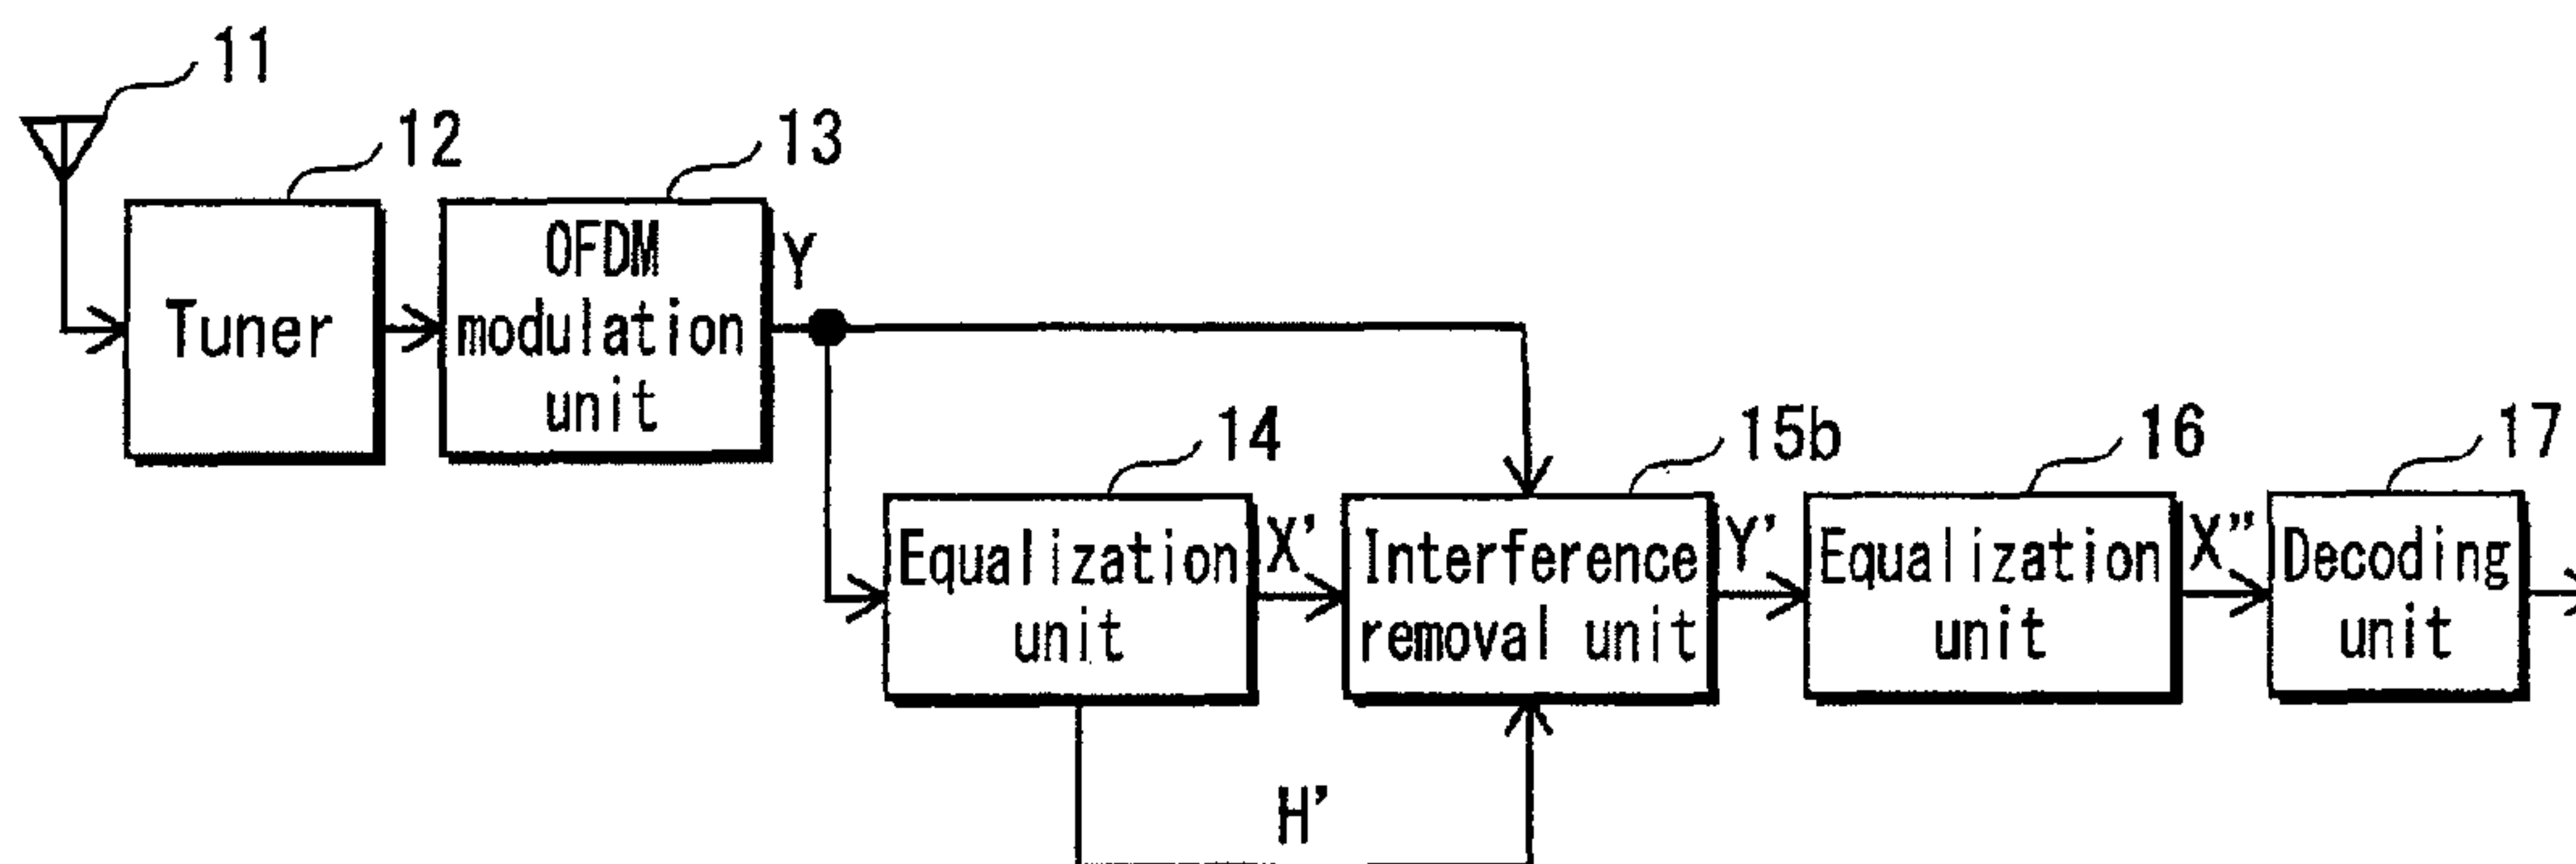 11
12
13
Tuner
OFDM
modulation
unit
Y
14
15b
16
17
Equalization
unit
X'
Interference
removal unit
Y'
Equalization
unit
X"
Decoding
unit
H'